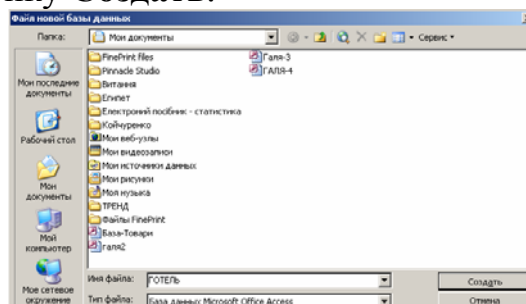 Файл новой базы данных
Папка: Мои документы Сервис
FinePrint files
Pinnacle Studio
Витання
Египет
Електроний посібник - статистика
Койчуренко
Мои веб-узлы
Мои видеозаписи
Мои источники данных
Мои рисунки
Моя музыка
ТРЕНД
Файлы FinePrint
База-Товари
галя2
Галя-3
ГАЛЯ-4
Мои последние документы
Рабочий стол
Мои документы
Мой компьютер
Мое сетевое окружение
Имя файла: ГОТЕЛЬ Создать
Тип файла: База данных Microsoft Office Access Отмена